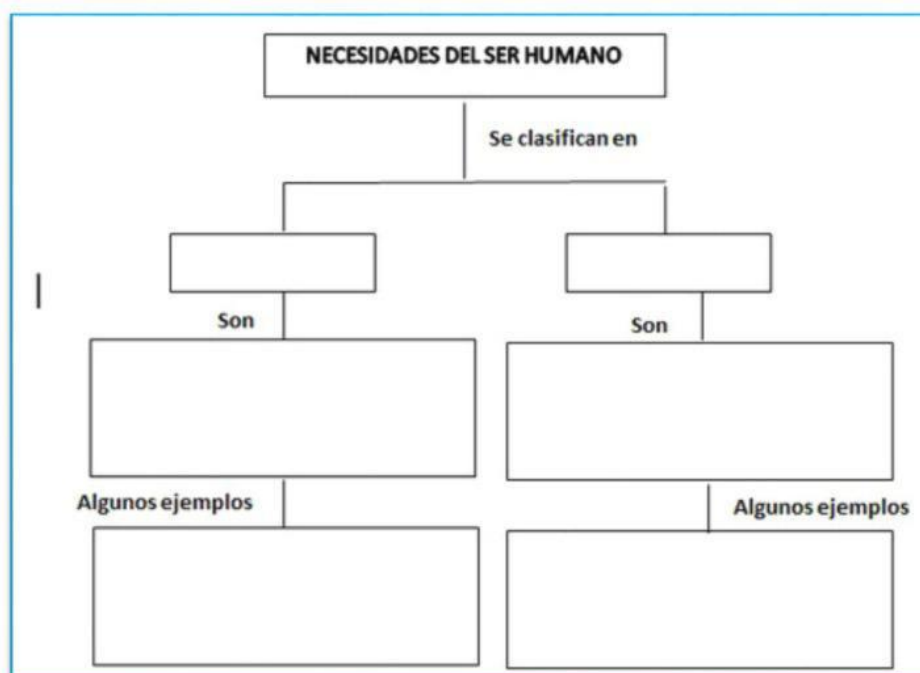 NECESIDADES DEL SER HUMANO
Se clasifican en
Son
Son
Algunos ejemplos
Algunos ejemplos